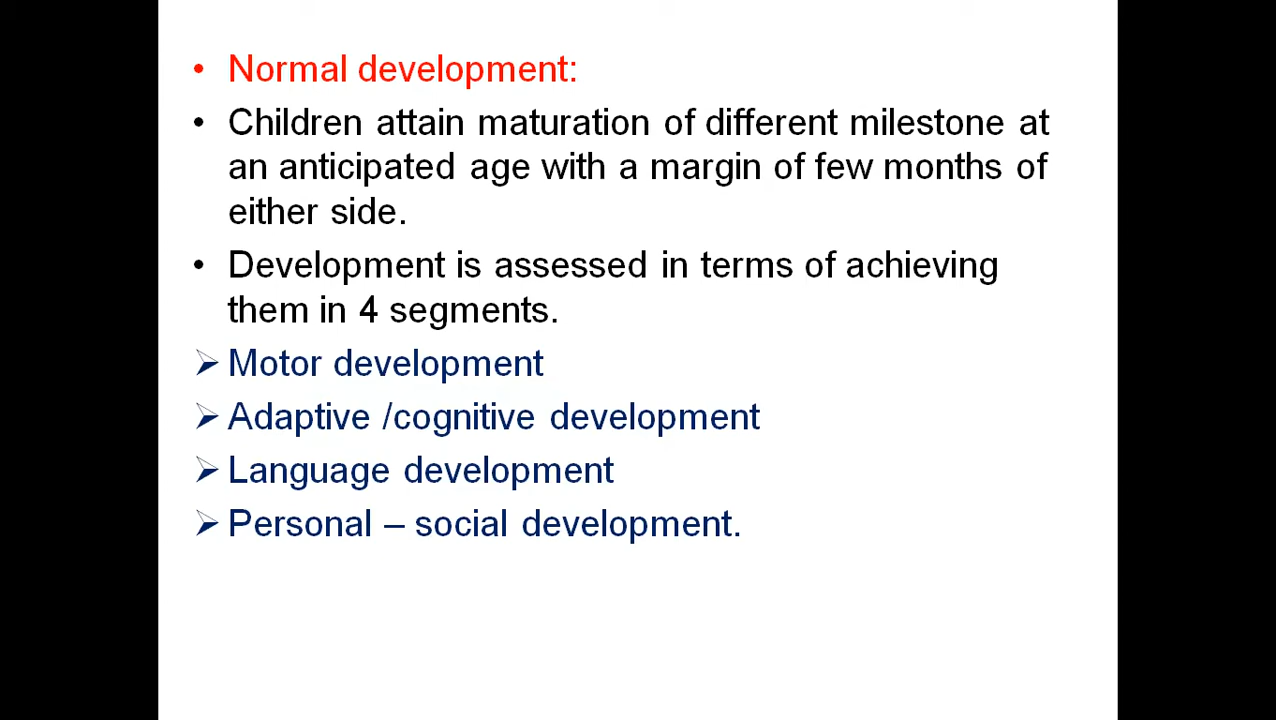 • Normal development:
• Children attain maturation of different milestone at
an anticipated age with a margin of few months of
either side.
• Development is assessed in terms of achieving
them in 4 segments.
➢ Motor development
➢ Adaptive /cognitive development
➢ Language development
➢ Personal – social development.